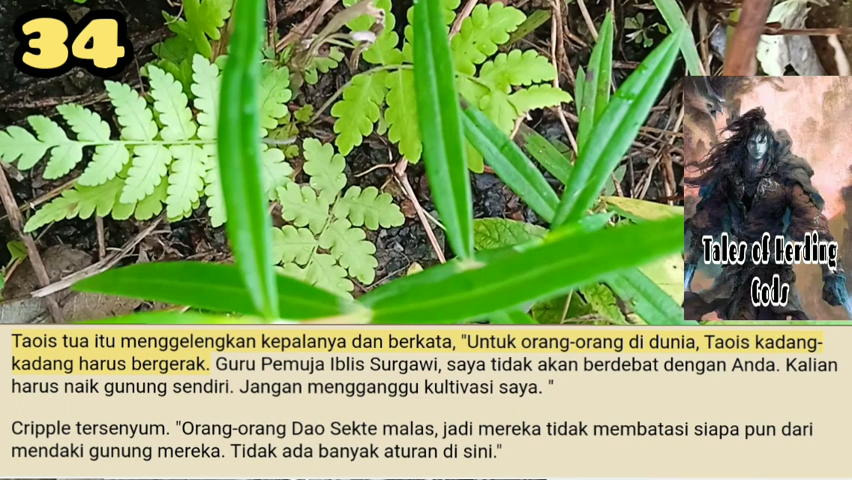 34
Tales of Herding
Gods
Taois tua itu menggelengkan kepalanya dan berkata, "Untuk orang-orang di dunia, Taois kadang-
kadang harus bergerak. Guru Pemuja Iblis Surgawi, saya tidak akan berdebat dengan Anda. Kalian
harus naik gunung sendiri. Jangan mengganggu kultivasi saya. "
Cripple tersenyum. "Orang-orang Dao Sekte malas, jadi mereka tidak membatasi siapa pun dari
mendaki gunung mereka. Tidak ada banyak aturan di sini."